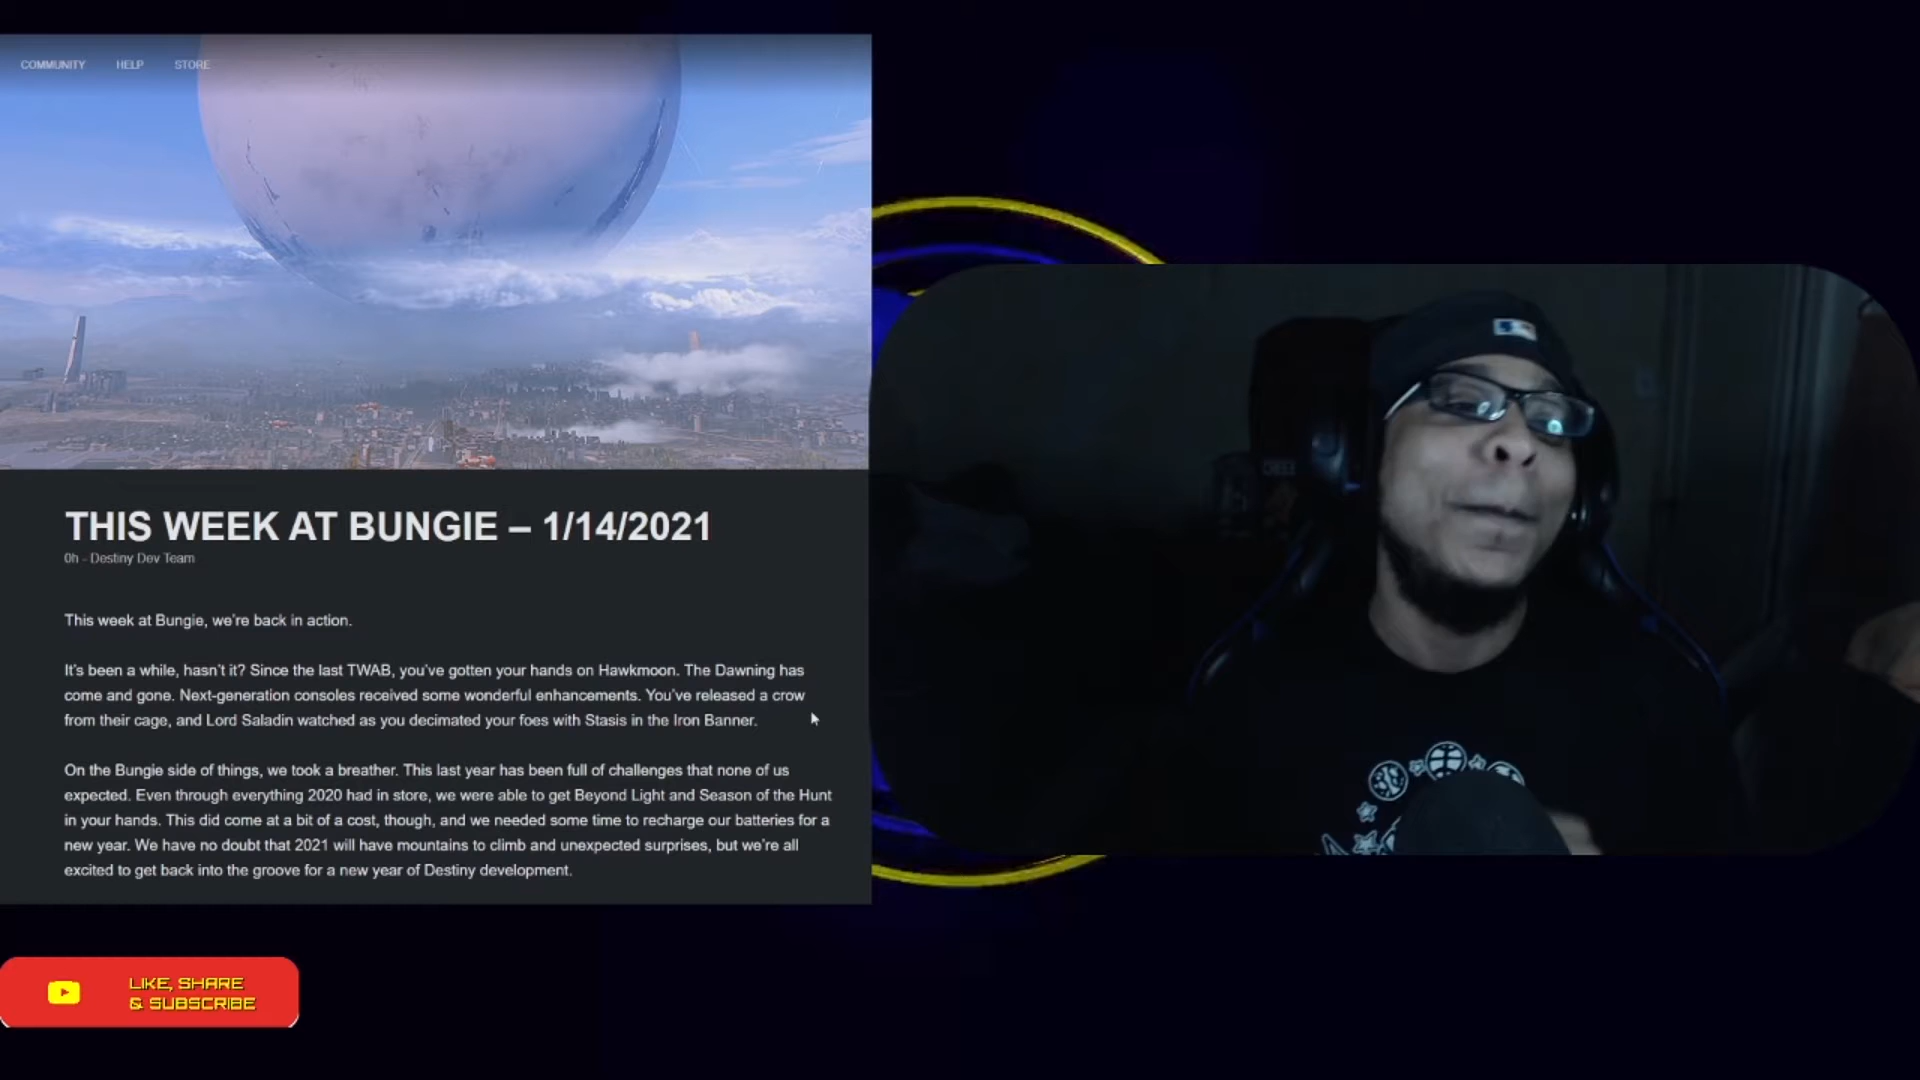 COMMUNITY HELP STORE
THIS WEEK AT BUNGIE – 1/14/2021
0h - Destiny Dev Team
This week at Bungie, we're back in action.
It's been a while, hasn't it? Since the last TWAB, you've gotten your hands on Hawkmoon. The Dawning has
come and gone. Next-generation consoles received some wonderful enhancements. You've released a crow
from their cage, and Lord Saladin watched as you decimated your foes with Stasis in the Iron Banner.
On the Bungie side of things, we took a breather. This last year has been full of challenges that none of us
expected. Even through everything 2020 had in store, we were able to get Beyond Light and Season of the Hunt
in your hands. This did come at a bit of a cost, though, and we needed some time to recharge our batteries for a
new year. We have no doubt that 2021 will have mountains to climb and unexpected surprises, but we're all
excited to get back into the groove for a new year of Destiny development.
LIKE, SHARE
& SUBSCRIBE